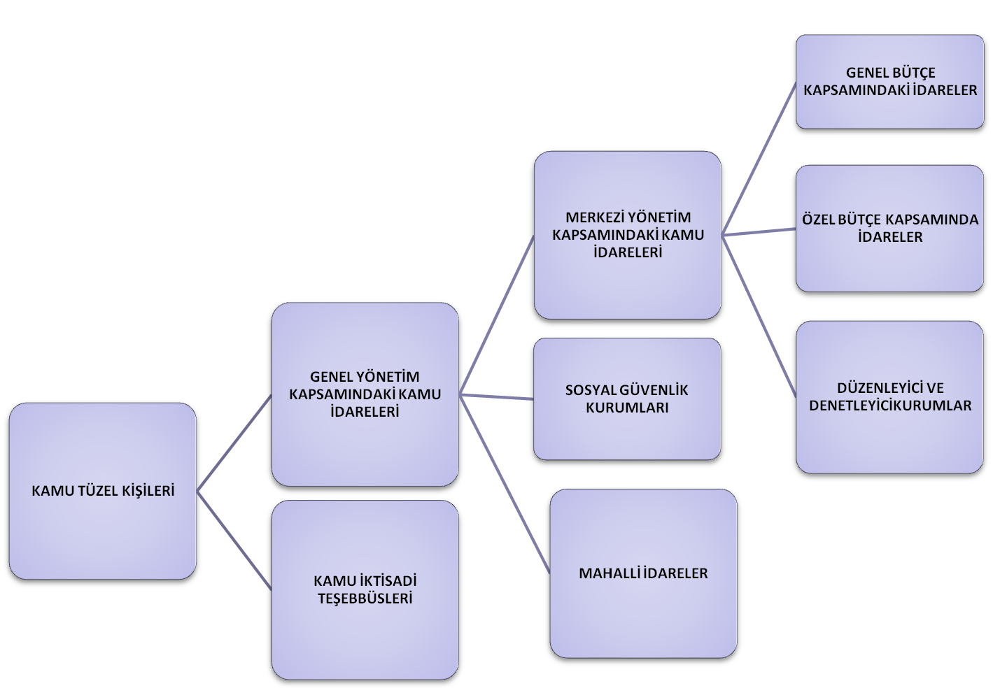 KAMU TÜZEL KİŞİLERİ
GENEL YÖNETİM
KAPSAMINDAKİ KAMU
İDARELERİ
KAMU İKTİSADİ
TEŞEBBÜSLERİ
MERKEZİ YÖNETİM
KAPSAMINDAKİ KAMU
İDARELERİ
SOSYAL GÜVENLİK
KURUMLARI
MAHALLİ İDARELER
GENEL BÜTÇE
KAPSAMINDAKİ İDARELER
ÖZEL BÜTÇE KAPSAMINDA
İDARELER
DÜZENLEYİCİ VE
DENETLEYİCİKURUMLAR